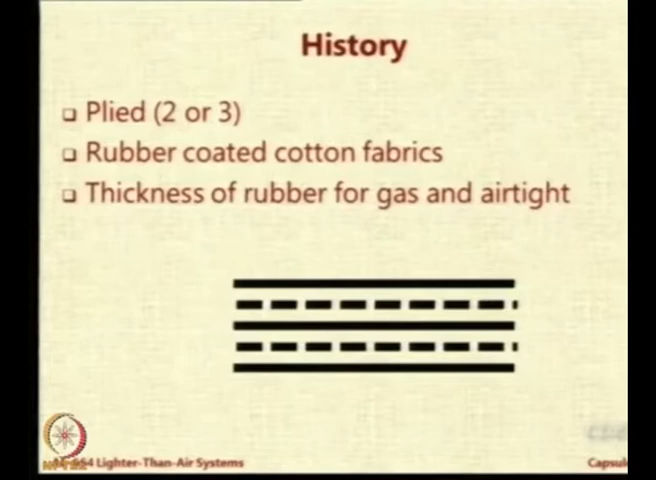 History
Plied (2 or 3)
Rubber coated cotton fabrics
Thickness of rubber for gas and airtight
Lighter-Than-Air Systems